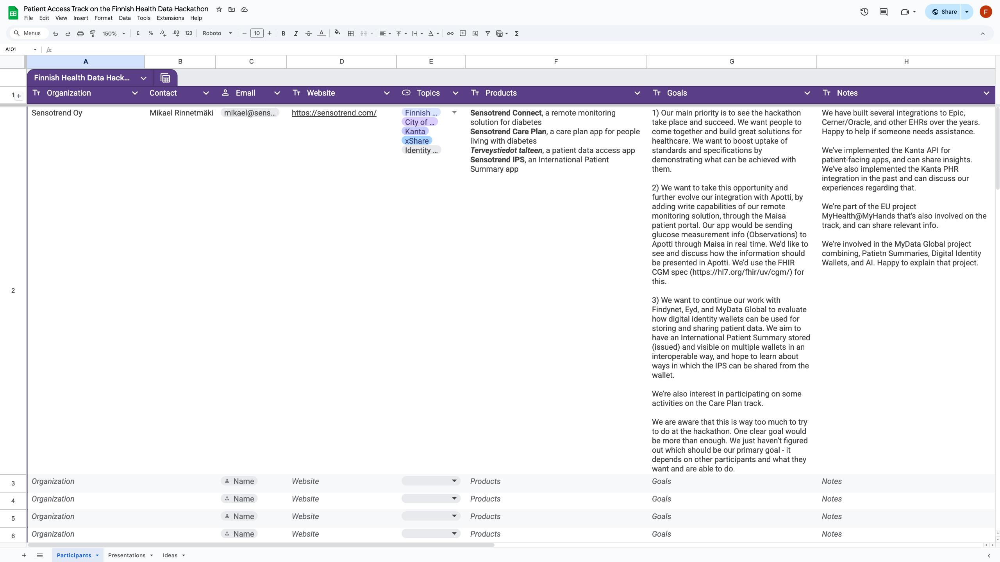 Patient Access Track on the Finnish Health Data Hackathon
File Edit View Insert Format Data Tools Extensions Help
Share
F
Menus
150%
£ % .0 .00 123
Roboto
10
B I A
Σ
A101
fx
A B C D E F G H
Finnish Health Data Hack...
1
Organization Contact Email Website Topics Products Goals Notes
2
Sensotrend Oy
Mikael Rinnetmäki
mikael@sens...
https://sensotrend.com/
Finnish ...
City of ...
Kanta
xShare
Identity ...
Sensotrend Connect, a remote monitoring
solution for diabetes
Sensotrend Care Plan, a care plan app for people
living with diabetes
Terveystiedot talteen, a patient data access app
Sensotrend IPS, an International Patient
Summary app
1) Our main priority is to see the hackathon
take place and succeed. We want people to
come together and build great solutions for
healthcare. We want to boost uptake of
standards and specifications by
demonstrating what can be achieved with
them.
2) We want to take this opportunity and
further evolve our integration with Apotti, by
adding write capabilities of our remote
monitoring solution, through the Maisa
patient portal. Our app would be sending
glucose measurement info (Observations) to
Apotti through Maisa in real time. We’d like to
see and discuss how the information should
be presented in Apotti. We’d use the FHIR
CGM spec (https://hl7.org/fhir/uv/cgm/) for
this.
3) We want to continue our work with
Findynet, Eyd, and MyData Global to evaluate
how digital identity wallets can be used for
storing and sharing patient data. We aim to
have an International Patient Summary stored
(issued) and visible on multiple wallets in an
interoperable way, and hope to learn about
ways in which the IPS can be shared from the
wallet.
We’re also interest in participating on some
activities on the Care Plan track.
We are aware that this is way too much to try
to do at the hackathon. One clear goal would
be more than enough. We just haven’t figured
out which should be our primary goal - it
depends on other participants and what they
want and are able to do.
We have built several integrations to Epic,
Cerner/Oracle, and other EHRs over the years.
Happy to help if someone needs assistance.
We've implemented the Kanta API for
patient-facing apps, and can share insights.
We've also implemented the Kanta PHR
integration in the past and can discuss our
experiences regarding that.
We're part of the EU project
MyHealth@MyHands that's also involved on the
track, and can share relevant info.
We're involved in the MyData Global project
combining, Patietn Summaries, Digital Identity
Wallets, and AI. Happy to explain that project.
3 Organization Name Website Products Goals Notes
4 Organization Name Website Products Goals Notes
5 Organization Name Website Products Goals Notes
6 Organization Name Website Products Goals Notes
Participants Presentations Ideas